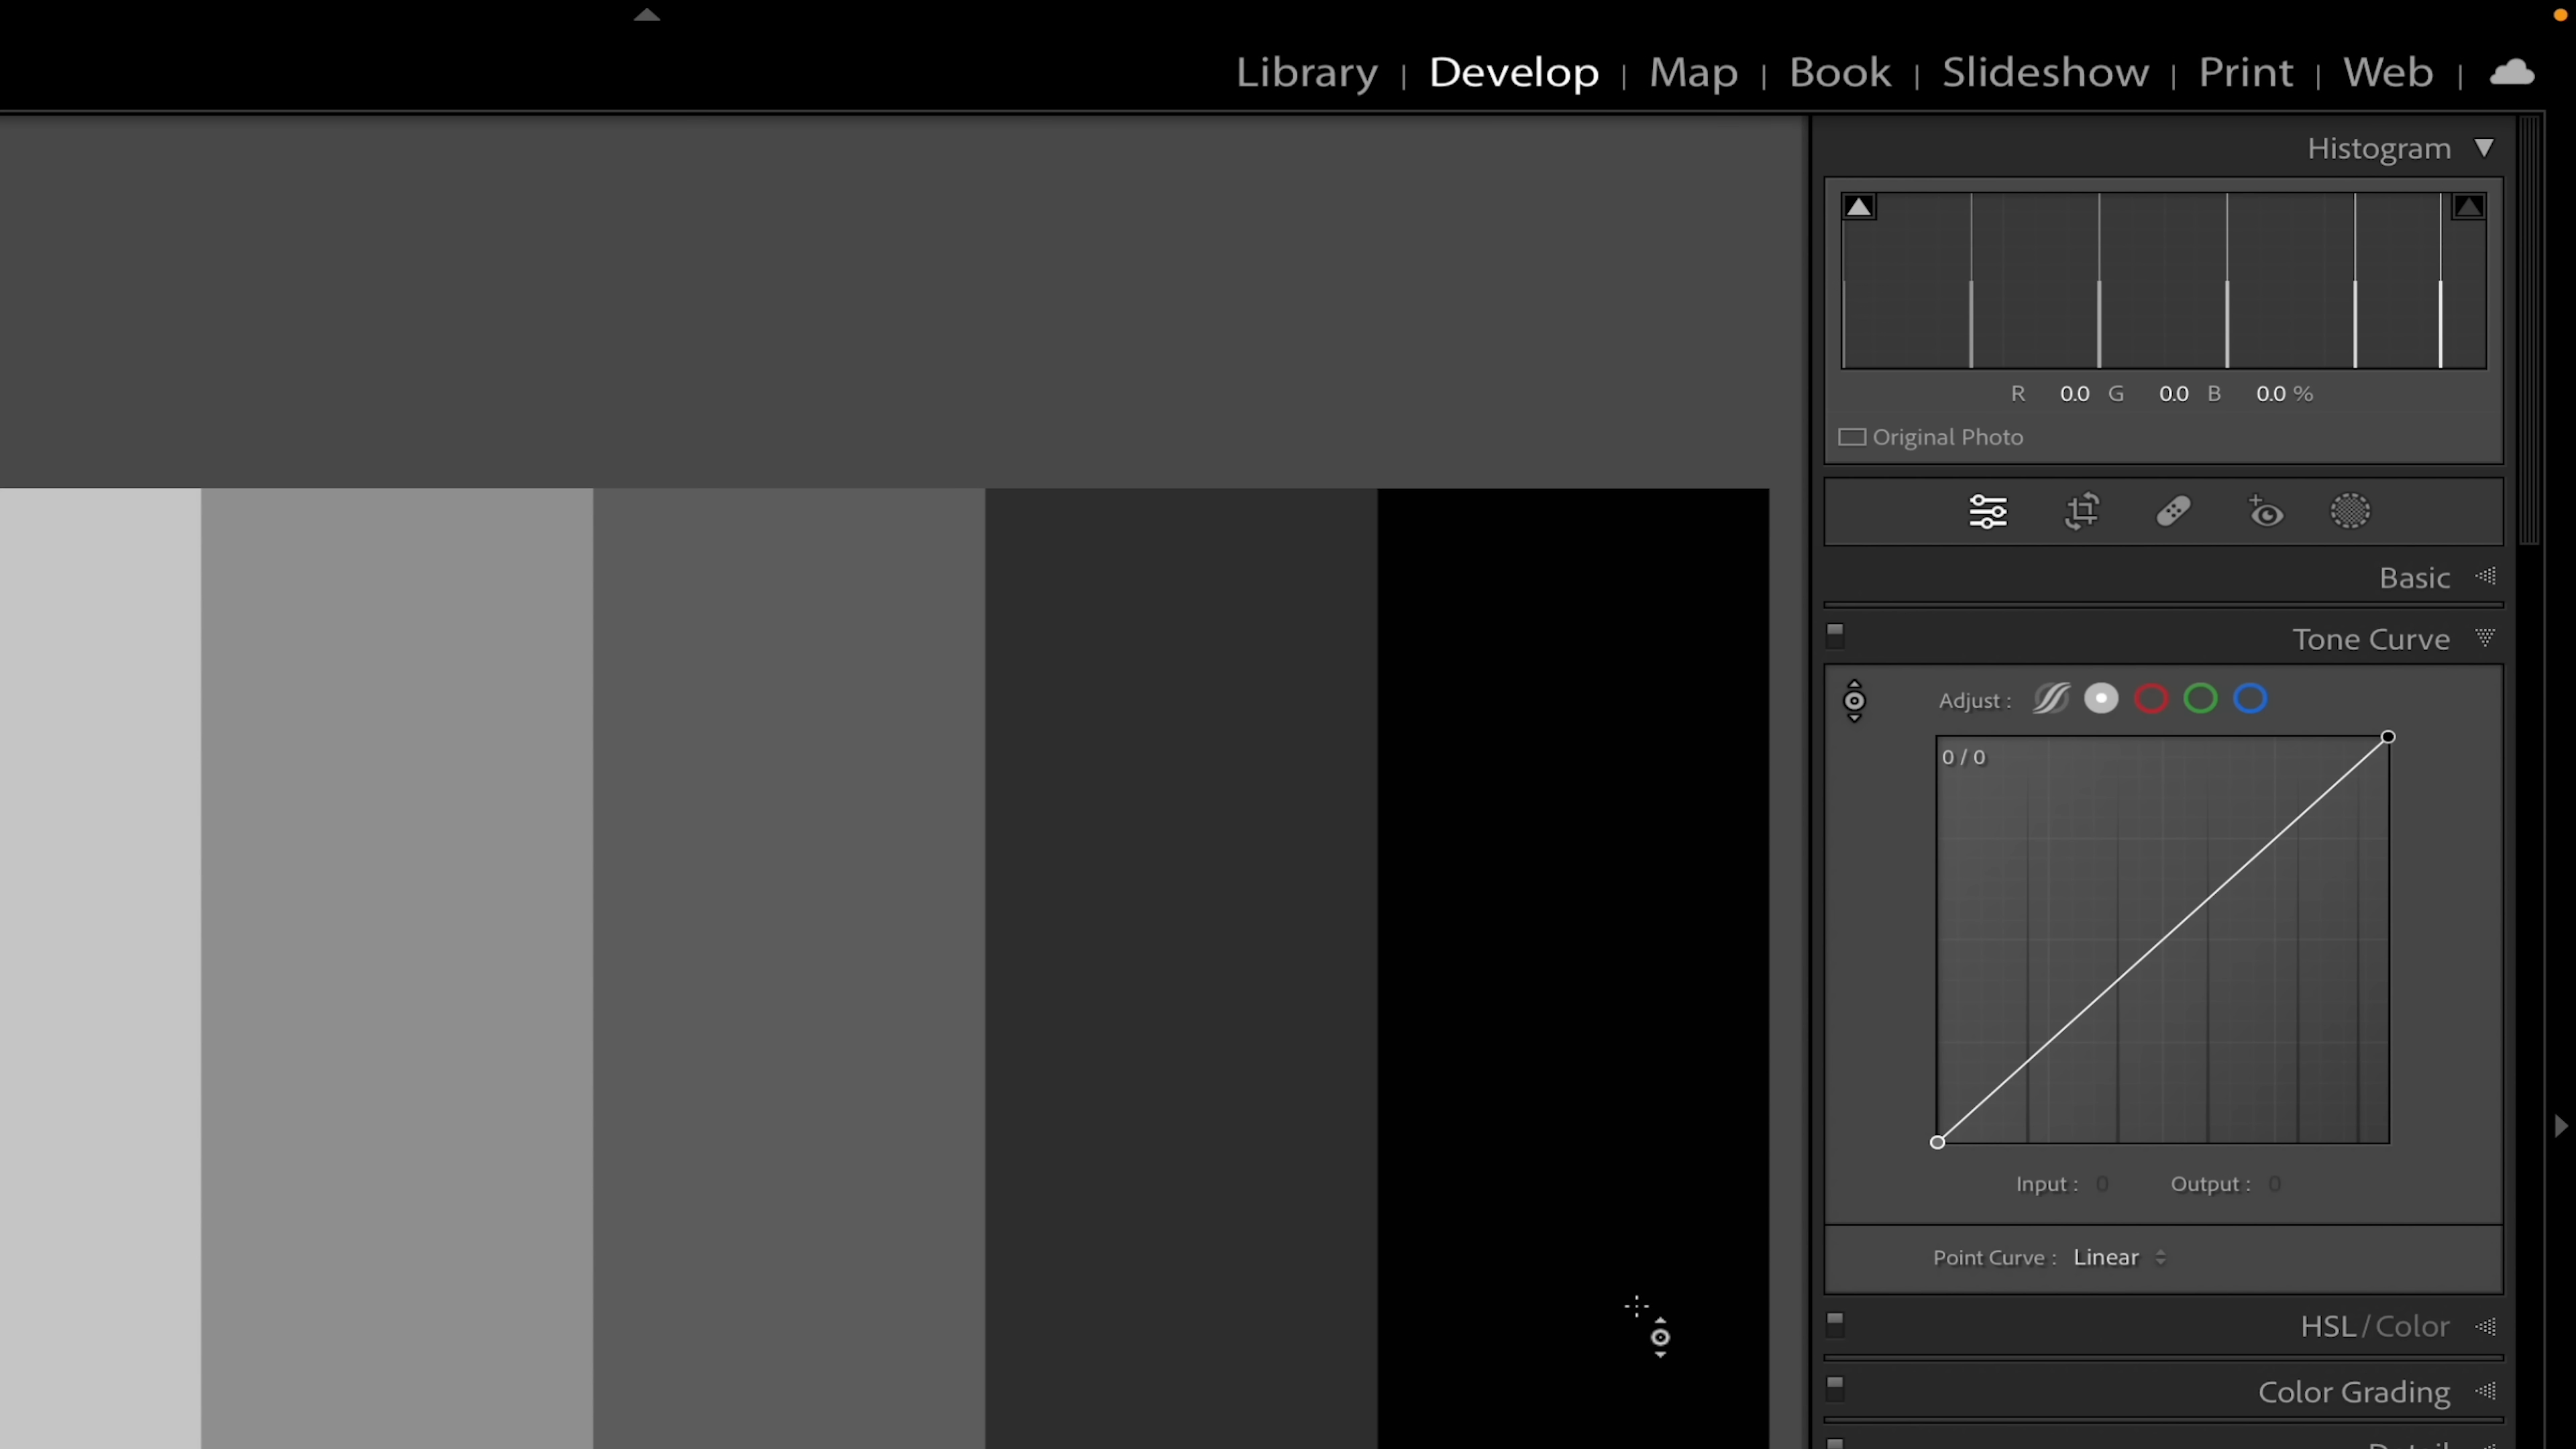 Library | Develop | Map | Book | Slideshow | Print | Web |
Histogram
R 0.0 G 0.0 B 0.0 %
Original Photo
Basic
Tone Curve
Adjust :
0 / 0
Input : 0 Output : 0
Point Curve : Linear
HSL / Color
Color Grading